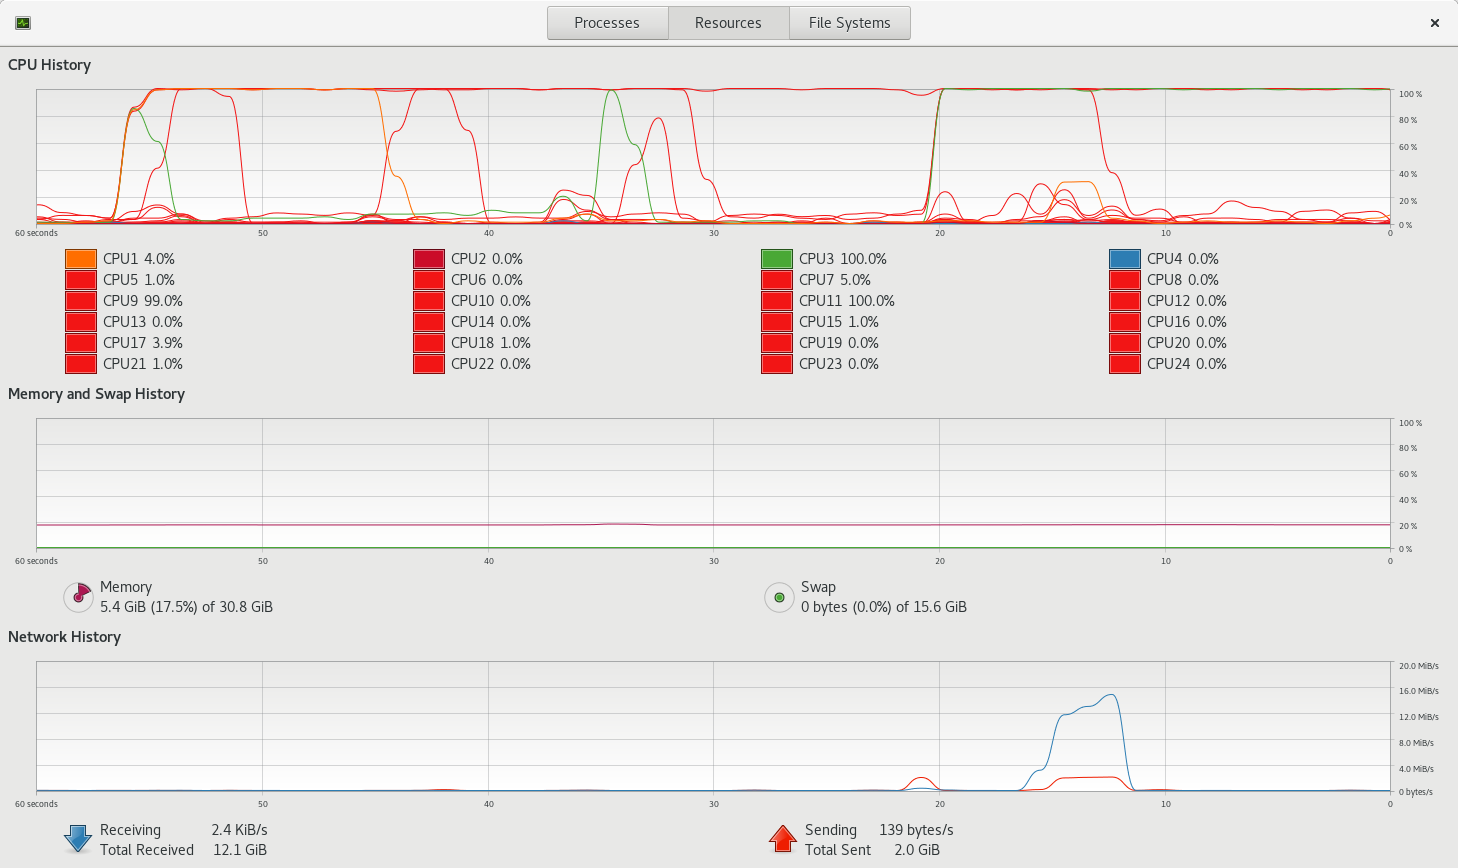 Processes Resources File Systems
CPU History
100 %
80 %
60 %
40 %
20 %
0 %
60 seconds 50 40 30 20 10 0
CPU1 4.0% CPU2 0.0% CPU3 100.0% CPU4 0.0%
CPU5 1.0% CPU6 0.0% CPU7 5.0% CPU8 0.0%
CPU9 99.0% CPU10 0.0% CPU11 100.0% CPU12 0.0%
CPU13 0.0% CPU14 0.0% CPU15 1.0% CPU16 0.0%
CPU17 3.9% CPU18 1.0% CPU19 0.0% CPU20 0.0%
CPU21 1.0% CPU22 0.0% CPU23 0.0% CPU24 0.0%
Memory and Swap History
100 %
80 %
60 %
40 %
20 %
0 %
60 seconds 50 40 30 20 10 0
Memory Swap
5.4 GiB (17.5%) of 30.8 GiB 0 bytes (0.0%) of 15.6 GiB
Network History
20.0 MiB/s
16.0 MiB/s
12.0 MiB/s
8.0 MiB/s
4.0 MiB/s
0 bytes/s
60 seconds 50 40 30 20 10 0
Receiving 2.4 KiB/s Sending 139 bytes/s
Total Received 12.1 GiB Total Sent 2.0 GiB